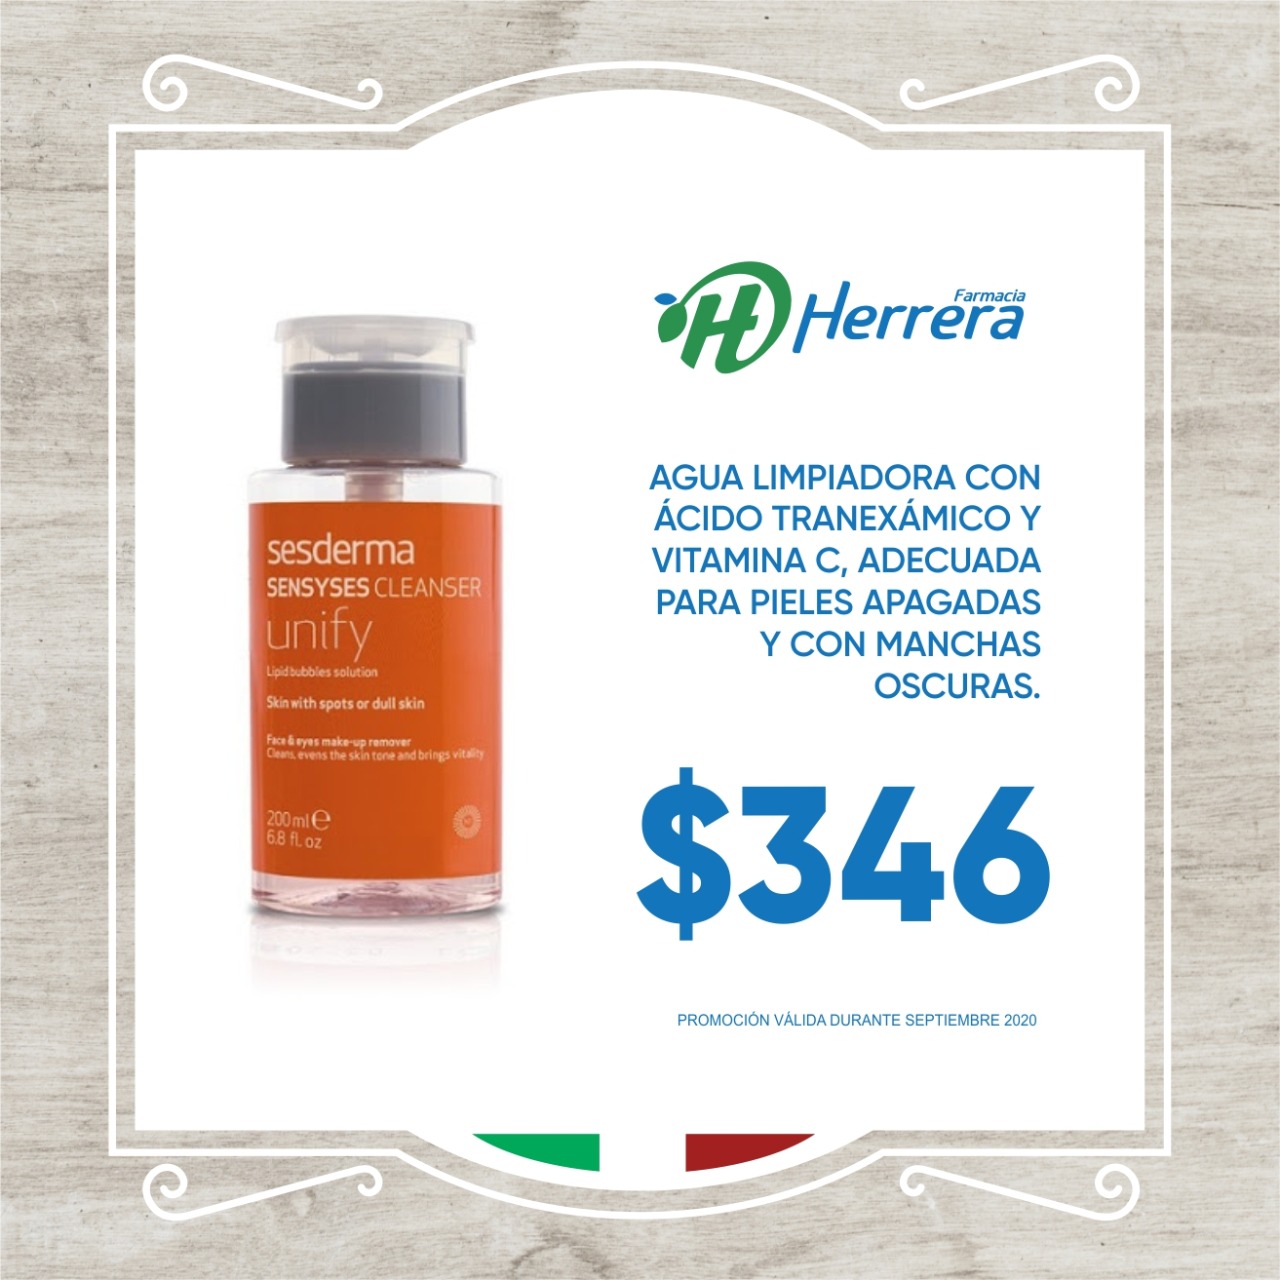 Farmacia
Herrera
AGUA LIMPIADORA CON
ÁCIDO TRANEXÁMICO Y
VITAMINA C, ADECUADA
PARA PIELES APAGADAS
Y CON MANCHAS
OSCURAS.
$346
PROMOCIÓN VÁLIDA DURANTE SEPTIEMBRE 2020
sesderma
SENSYSES CLEANSER
unify
Lipid bubbles solution
Skin with spots or dull skin
Face & eyes make-up remover
Cleans, evens the skin tone and brings vitality
200 ml e
6.8 fl. oz